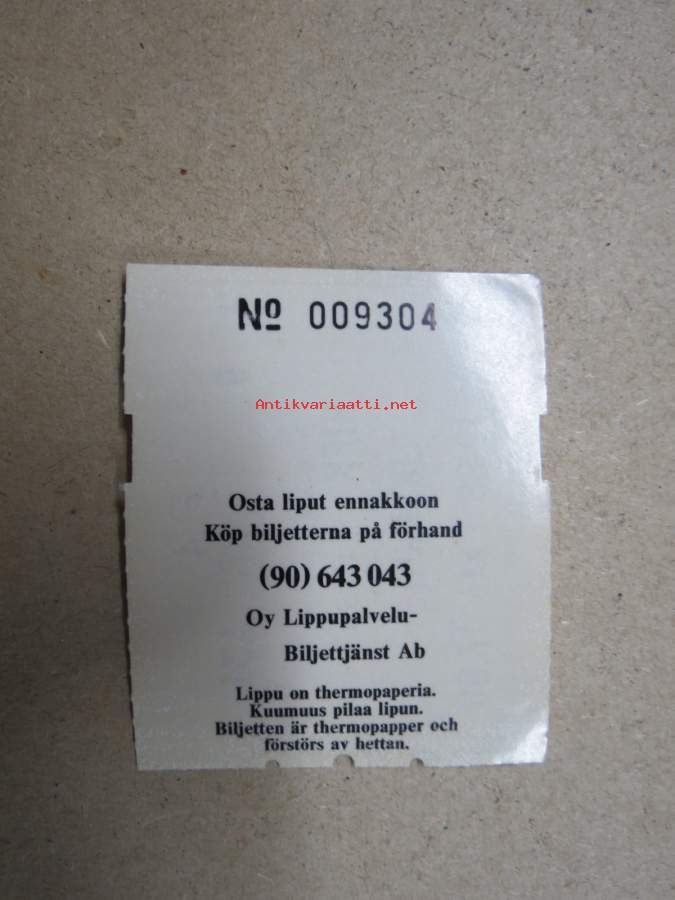 Nº 009304
Antikvariaatti.net
Osta liput ennakkoon
Köp biljetterna på förhand
(90) 643 043
Oy Lippupalvelu-
Biljettjänst Ab
Lippu on thermopaperia.
Kuumuus pilaa lipun.
Biljetten är thermopapper och
förstörs av hettan.